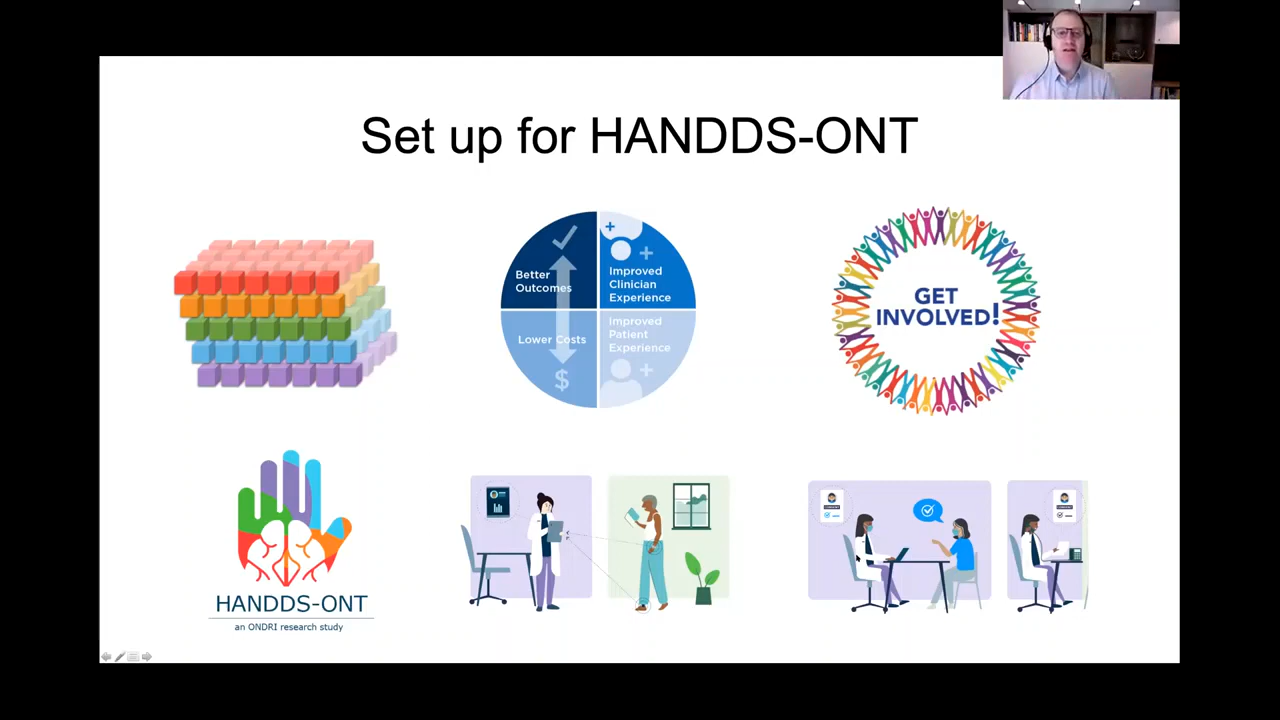 Set up for HANDDS-ONT
Better
Outcomes
Improved
Clinician
Experience
Lower Costs
$
Improved
Patient
Experience
GET
INVOLVED!
HANDDS-ONT
an ONDRI research study